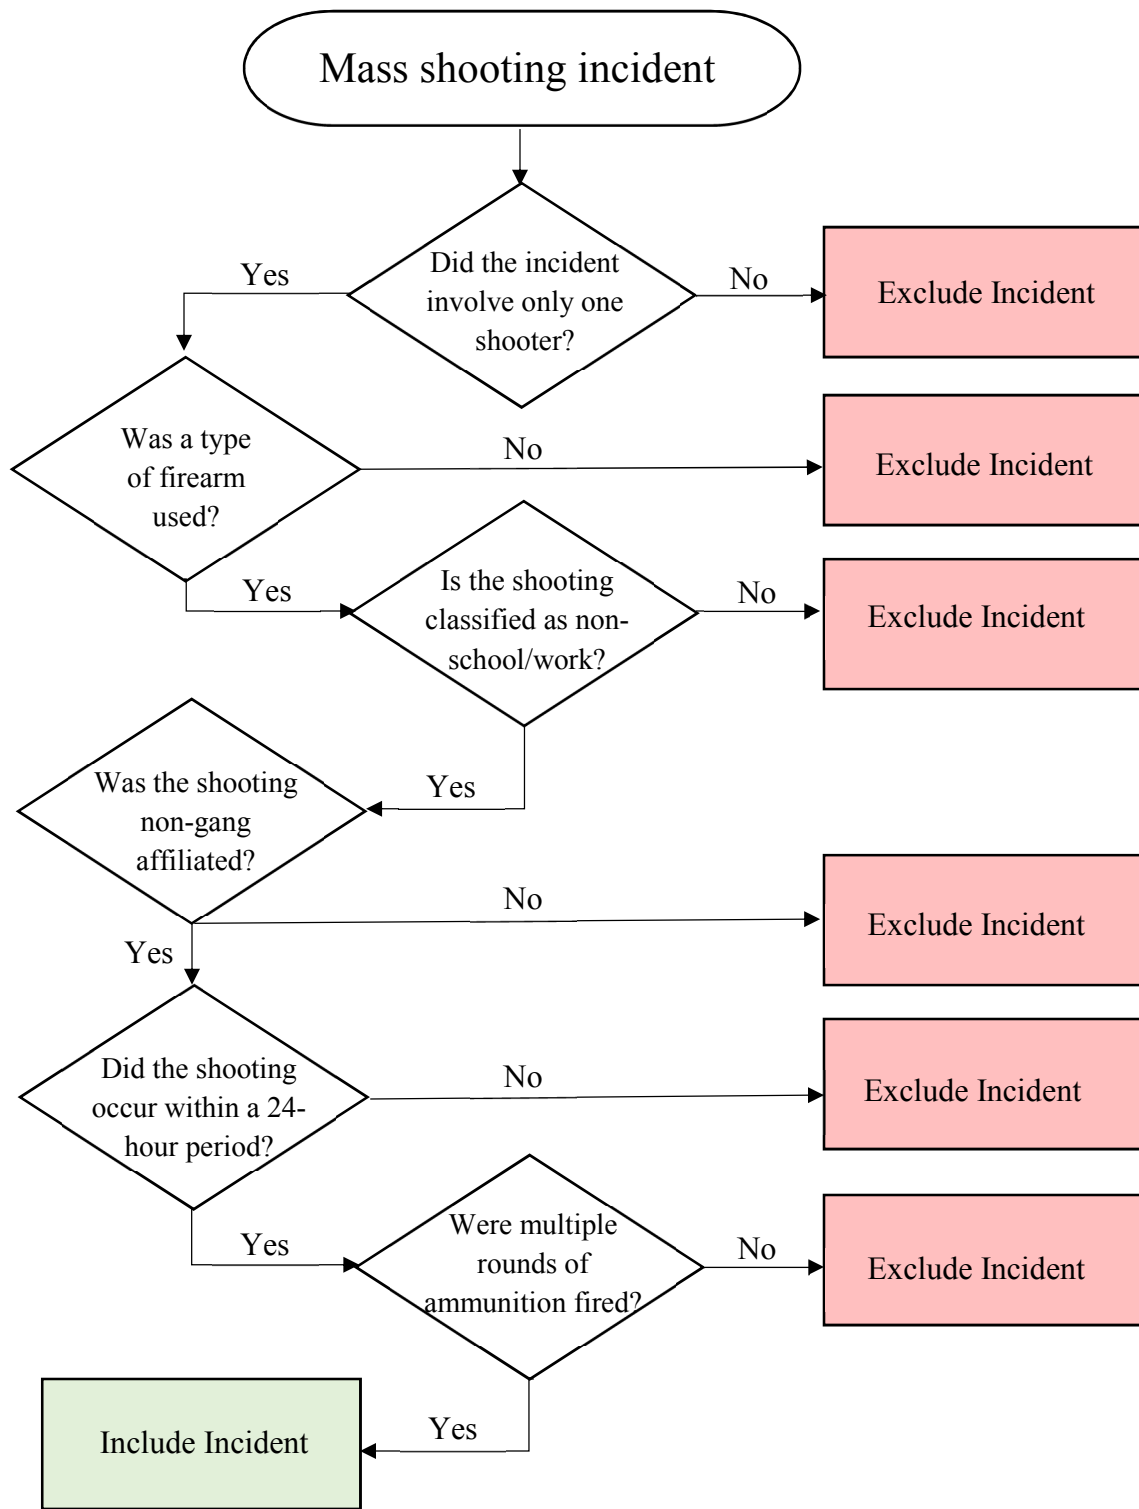 Mass shooting incident
Did the incident
involve only one
shooter?
Yes
No
Exclude Incident
Was a type
of firearm
used?
No
Exclude Incident
Yes
Is the shooting
classified as non-
school/work?
No
Exclude Incident
Yes
Was the shooting
non-gang
affiliated?
No
Exclude Incident
Yes
Did the shooting
occur within a 24-
hour period?
No
Exclude Incident
Yes
Were multiple
rounds of
ammunition fired?
No
Exclude Incident
Yes
Include Incident